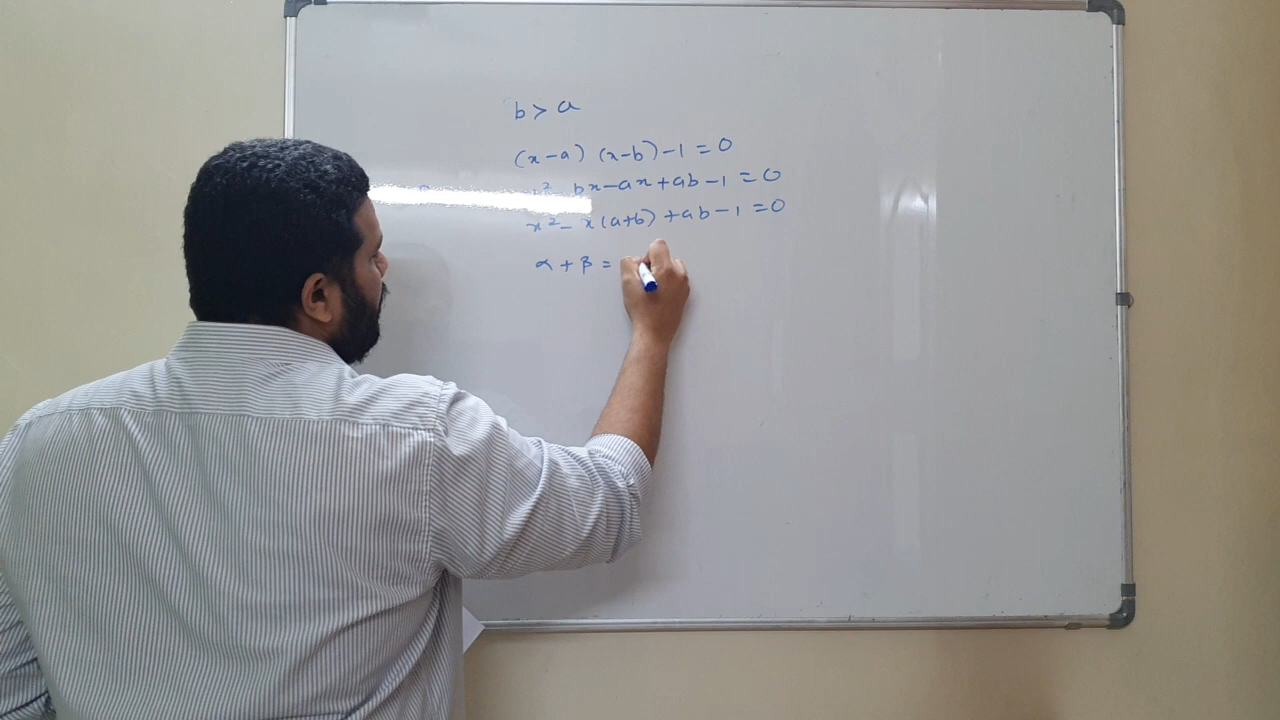 b > a
(x-a) (x-b) -1 = 0
x² - bx - ax + ab - 1 = 0
x² - x(a+b) + ab - 1 = 0
α + β =